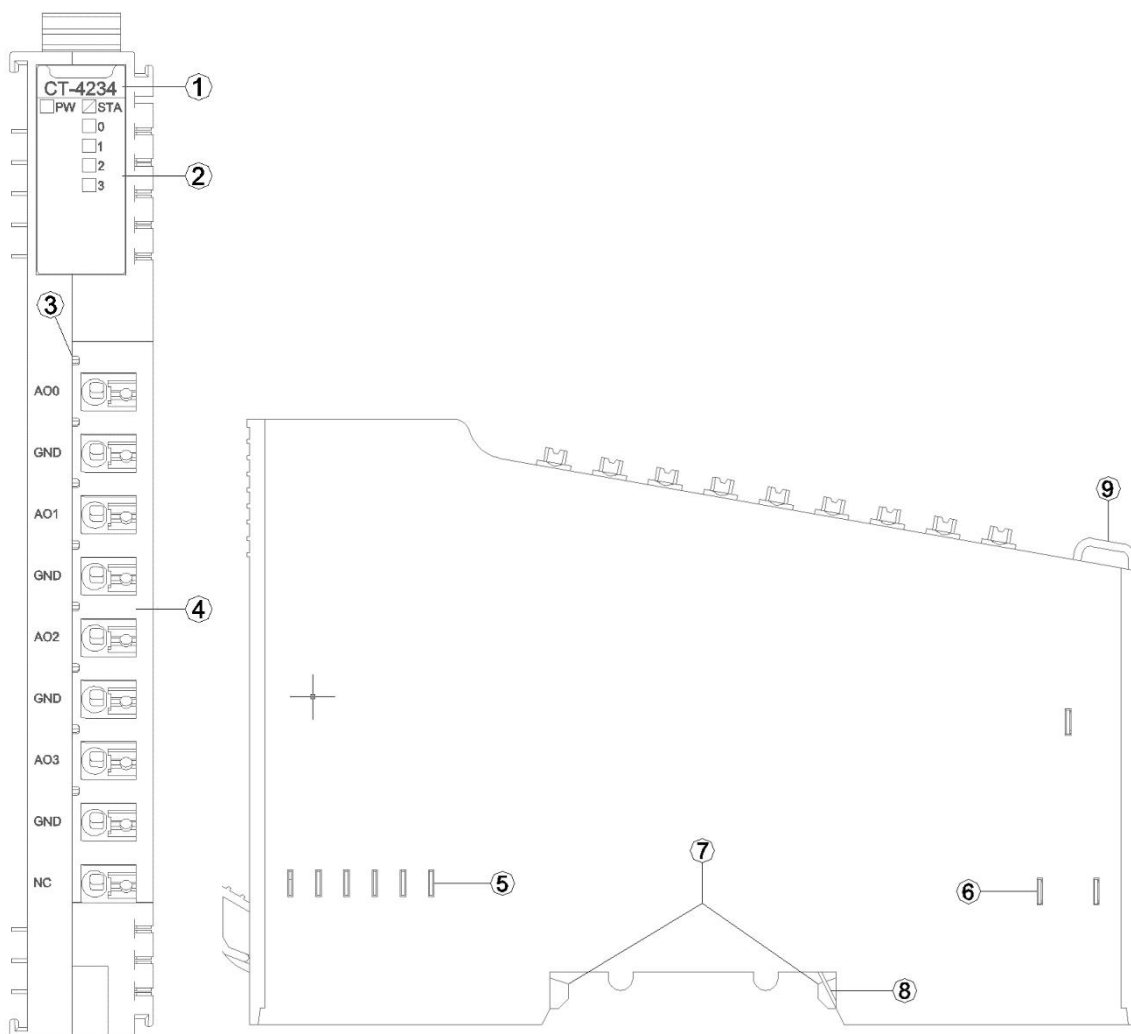 CT-4234
PW STA
0
1
2
3
AO0
GND
AO1
GND
AO2
GND
AO3
GND
NC
①
②
③
④
⑤
⑥
⑦
⑧
⑨